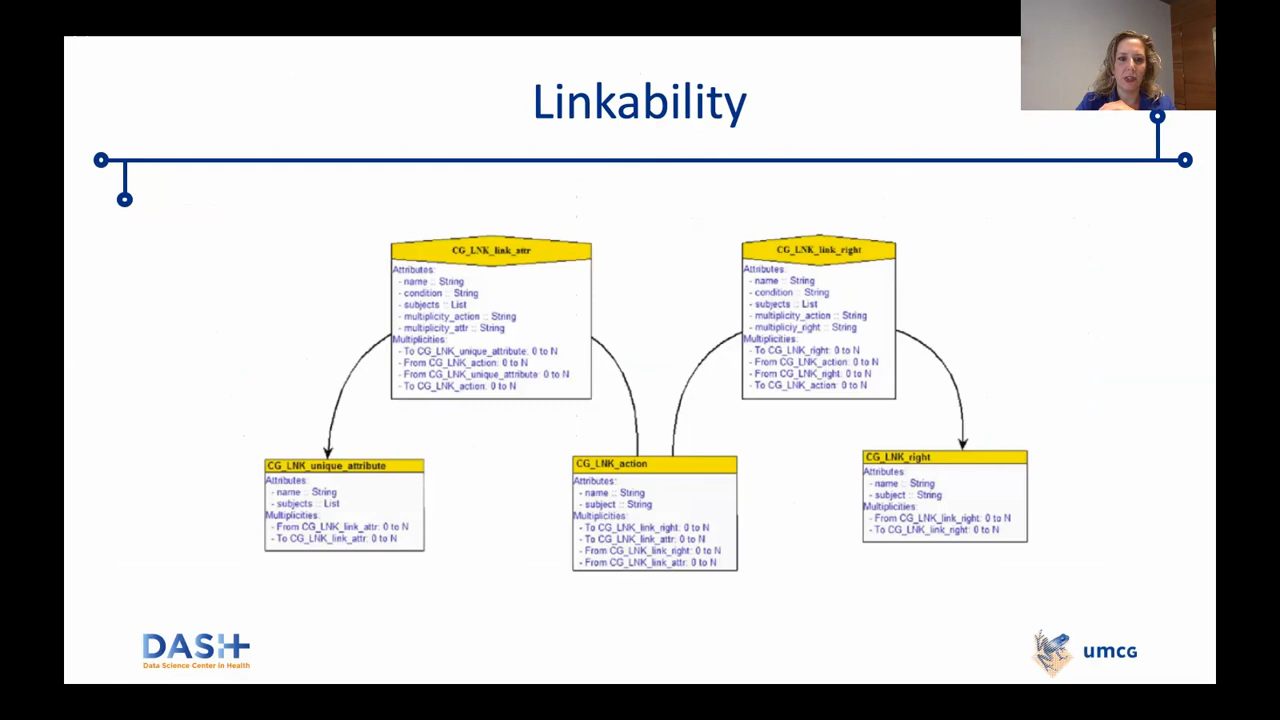 Linkability
CG_LNK_link_attr
Attributes:
- name :: String
- condition :: String
- subjects :: List
- multiplicity_action :: String
- multiplicity_attr :: String
Multiplicities:
- To CG_LNK_unique_attribute: 0 to N
- From CG_LNK_action: 0 to N
- From CG_LNK_unique_attribute: 0 to N
- To CG_LNK_action: 0 to N
CG_LNK_link_right
Attributes:
- name :: String
- condition :: String
- subjects :: List
- multiplicity_action :: String
- multipliciy_right :: String
Multiplicities:
- To CG_LNK_right: 0 to N
- From CG_LNK_action: 0 to N
- From CG_LNK_right: 0 to N
- To CG_LNK_action: 0 to N
CG_LNK_unique_attribute
Attributes:
- name :: String
- subjects :: List
Multiplicities:
- From CG_LNK_link_attr: 0 to N
- To CG_LNK_link_attr: 0 to N
CG_LNK_action
Attributes:
- name :: String
- subject :: String
Multiplicities:
- To CG_LNK_link_right: 0 to N
- To CG_LNK_link_attr: 0 to N
- From CG_LNK_link_right: 0 to N
- From CG_LNK_link_attr: 0 to N
CG_LNK_right
Attributes:
- name :: String
- subject :: String
Multiplicities:
- From CG_LNK_link_right: 0 to N
- To CG_LNK_link_right: 0 to N
DASH
Data Science Center in Health
umcg